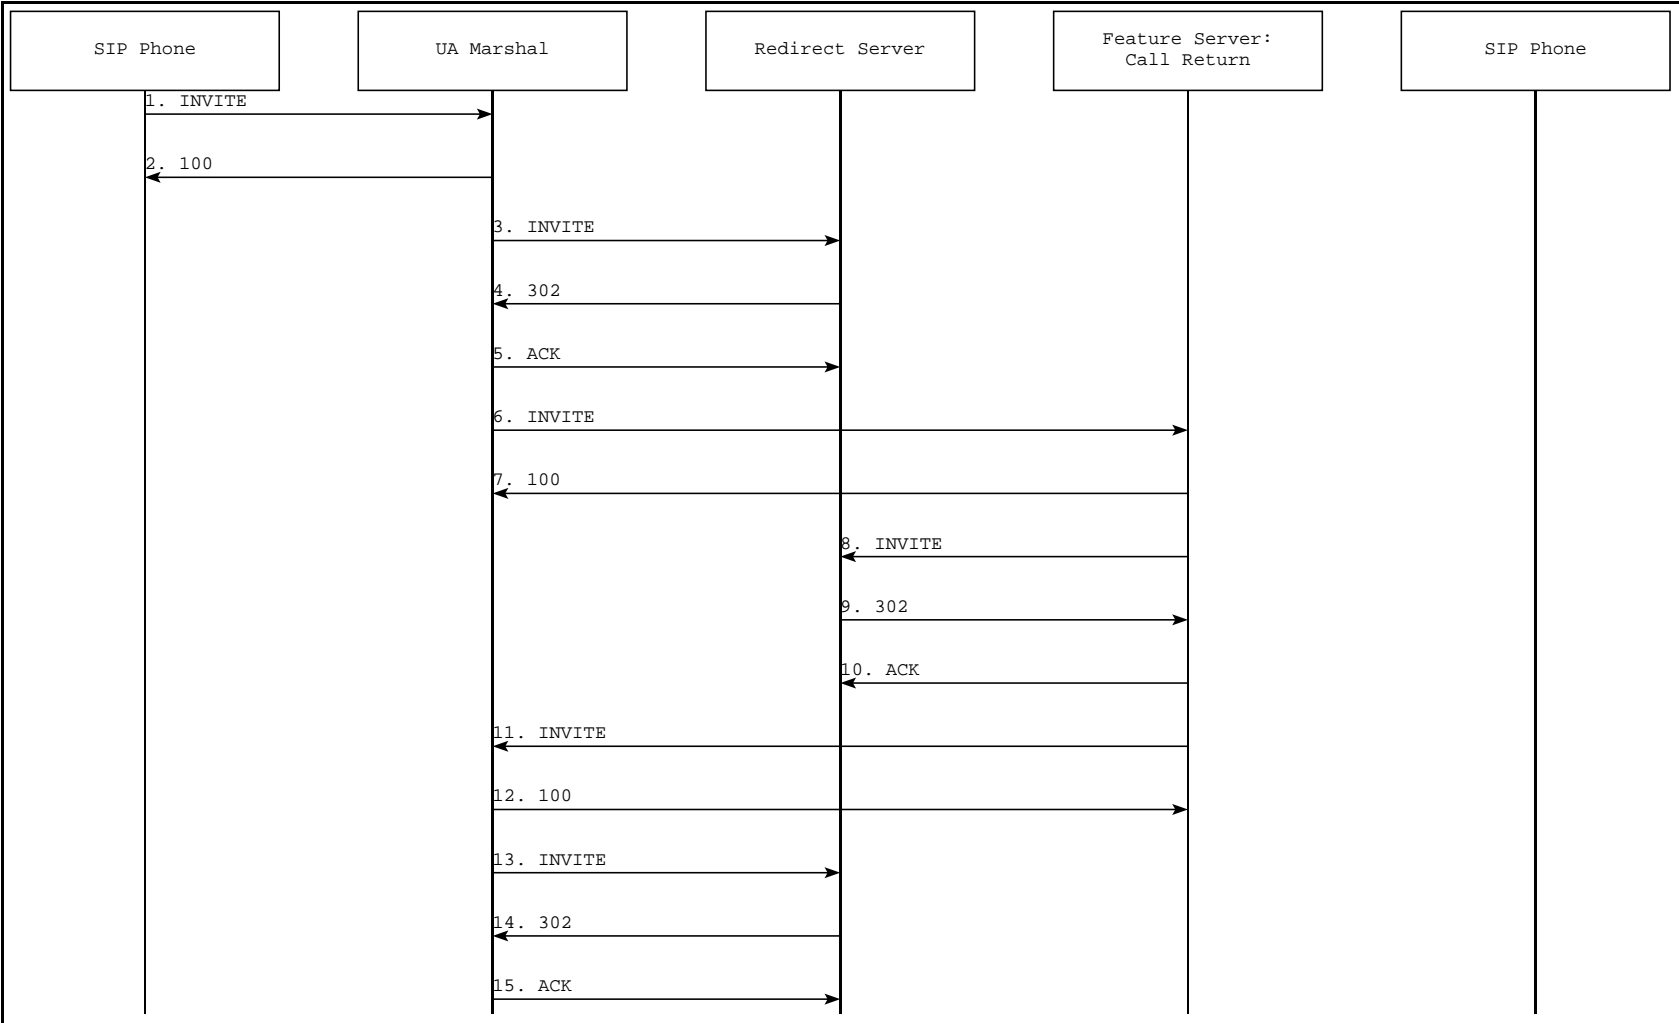 SIP Phone
UA Marshal
Redirect Server
Feature Server:
Call Return
SIP Phone
1. INVITE
2. 100
3. INVITE
4. 302
5. ACK
6. INVITE
7. 100
8. INVITE
9. 302
10. ACK
11. INVITE
12. 100
13. INVITE
14. 302
15. ACK